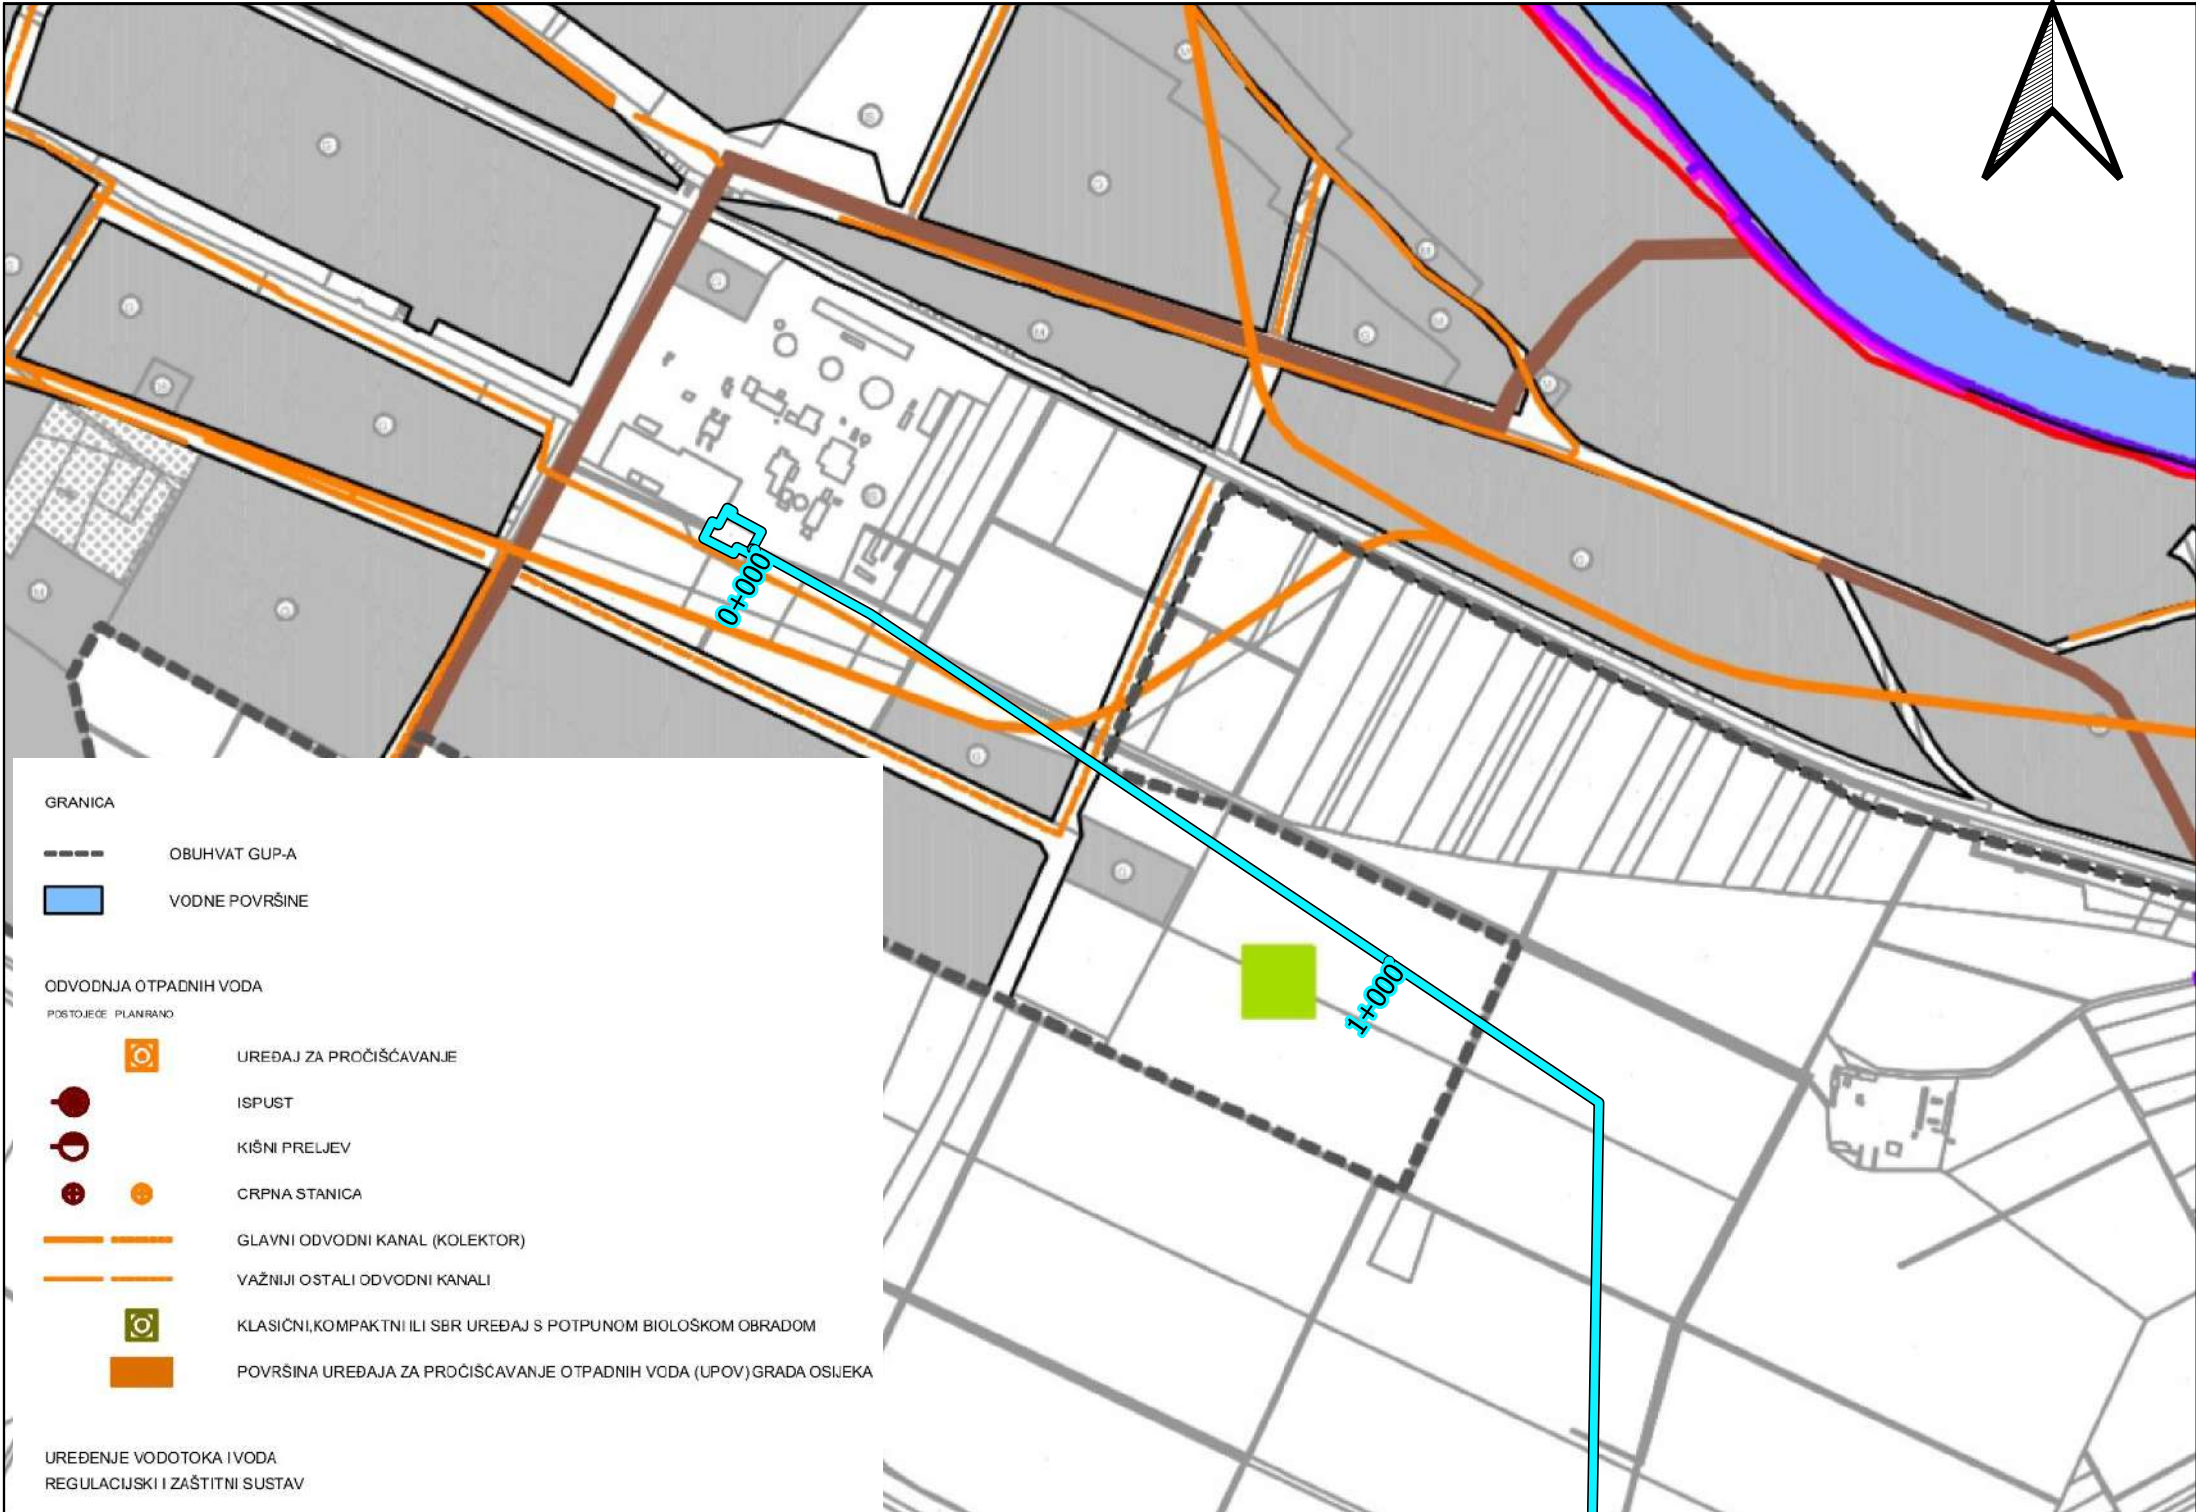 0+000
1+000
GRANICA
OBUHVAT GUP-A
VODNE POVRŠINE
ODVODNJA OTPADNIH VODA
POSTOJEĆE PLANIRANO
UREĐAJ ZA PROČIŠĆAVANJE
ISPUST
KIŠNI PRELJEV
CRPNA STANICA
GLAVNI ODVODNI KANAL (KOLEKTOR)
VAŽNIJI OSTALI ODVODNI KANALI
KLASIČNI,KOMPAKTNI ILI SBR UREĐAJ S POTPUNOM BIOLOŠKOM OBRADOM
POVRŠINA UREĐAJA ZA PROČIŠĆAVANJE OTPADNIH VODA (UPOV) GRADA OSIJEKA
UREĐENJE VODOTOKA I VODA
REGULACIJSKI I ZAŠTITNI SUSTAV